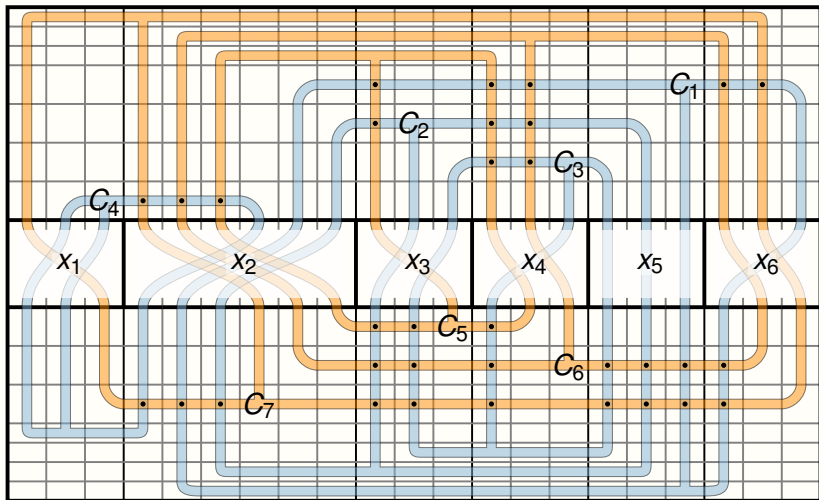 C₁
C₂
C₃
C₄
x₁ x₂ x₃ x₄ x₅ x₆
C₅
C₆
C₇